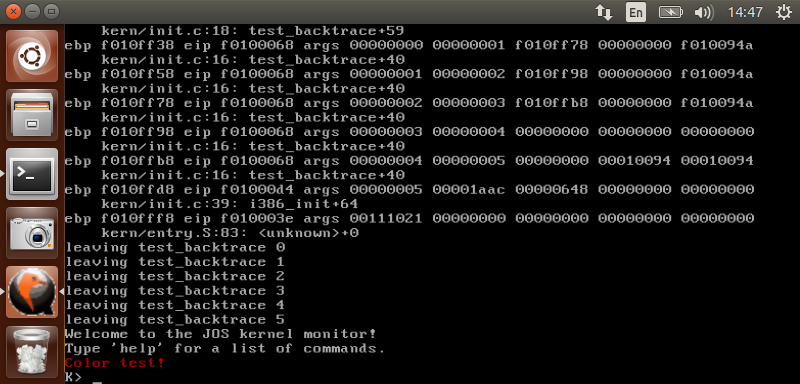 En 14:47
kern/init.c:18: test_backtrace+59
ebp f010ff38 eip f0100068 args 00000000 00000001 f010ff78 00000000 f010094a
kern/init.c:16: test_backtrace+40
ebp f010ff58 eip f0100068 args 00000001 00000002 f010ff98 00000000 f010094a
kern/init.c:16: test_backtrace+40
ebp f010ff78 eip f0100068 args 00000002 00000003 f010ffb8 00000000 f010094a
kern/init.c:16: test_backtrace+40
ebp f010ff98 eip f0100068 args 00000003 00000004 00000000 00000000 00000000
kern/init.c:16: test_backtrace+40
ebp f010ffb8 eip f0100068 args 00000004 00000005 00000000 00010094 00010094
kern/init.c:16: test_backtrace+40
ebp f010ffd8 eip f01000d4 args 00000005 00001aac 00000648 00000000 00000000
kern/init.c:39: i386_init+64
ebp f010fff8 eip f010003e args 00111021 00000000 00000000 00000000 00000000
kern/entry.S:83: <unknown>+0
leaving test_backtrace 0
leaving test_backtrace 1
leaving test_backtrace 2
leaving test_backtrace 3
leaving test_backtrace 4
leaving test_backtrace 5
Welcome to the JOS kernel monitor!
Type 'help' for a list of commands.
Color test!
K> _